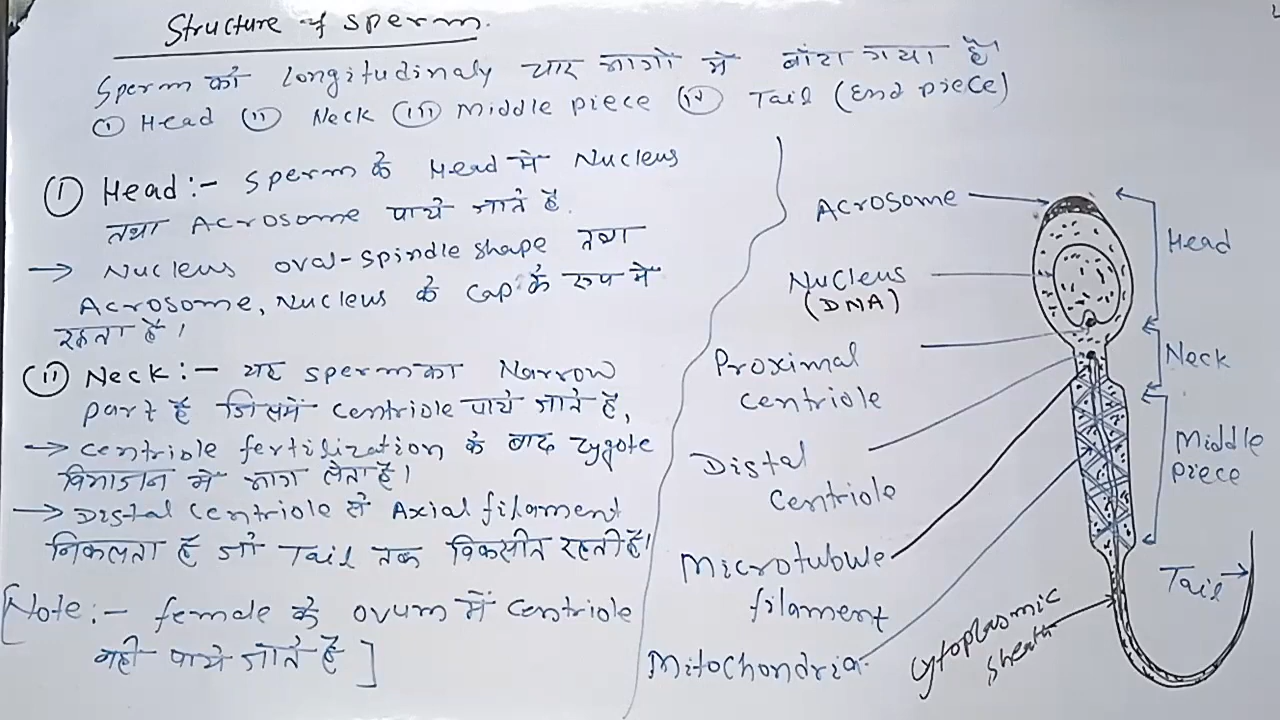 Structure of sperm.
Sperm को longitudinaly चार भागों में बाँटा गया है
(i) Head (ii) Neck (iii) Middle piece (iv) Tail (End piece)
(i) Head :- Sperm के Head में Nucleus
तथा Acrosome पाये जाते हैं.
→ Nucleus oval-spindle shape तथा
Acrosome, Nucleus के Cap के रूप में
रहता है।
(ii) Neck :- यह sperm का Narrow
part है जिसमें centriole पाये जाते हैं,
→ centriole fertilization के बाद zygote
विभाजन में भाग लेता है।
→ Distal centriole से Axial filament
निकलता है जो Tail तक विकसीत रहती है।
[Note :- female के ovum में centriole
नही पाये जाते है ]
Acrosome
Nucleus
(DNA)
Proximal
centriole
Distal
centriole
Microtubule
filament
Mitochondria
Cytoplasmic
sheath
Head
Neck
Middle
piece
Tail